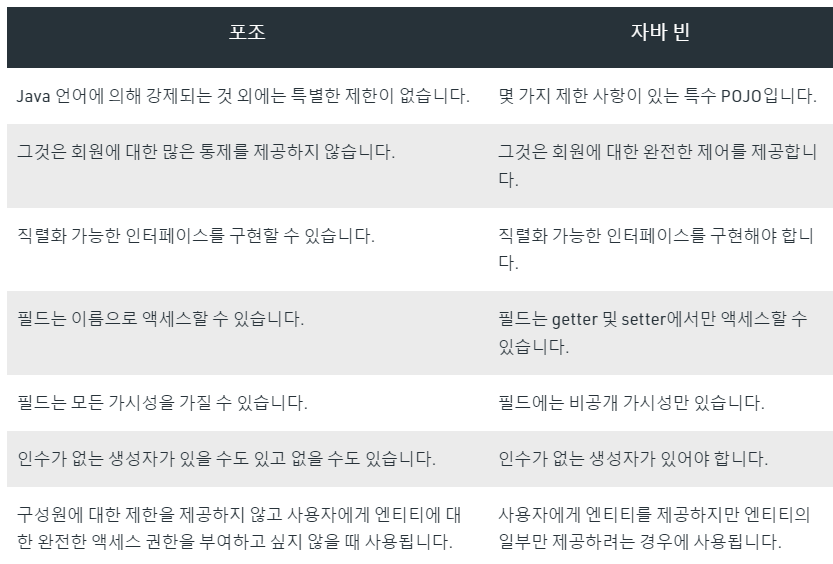 포조
자바 빈
Java 언어에 의해 강제되는 것 외에는 특별한 제한이 없습니다.
몇 가지 제한 사항이 있는 특수 POJO입니다.
그것은 회원에 대한 많은 통제를 제공하지 않습니다.
그것은 회원에 대한 완전한 제어를 제공합니
다.
직렬화 가능한 인터페이스를 구현할 수 있습니다.
직렬화 가능한 인터페이스를 구현해야 합니
다.
필드는 이름으로 액세스할 수 있습니다.
필드는 getter 및 setter에서만 액세스할 수
있습니다.
필드는 모든 가시성을 가질 수 있습니다.
필드에는 비공개 가시성만 있습니다.
인수가 없는 생성자가 있을 수도 있고 없을 수도 있습니다.
인수가 없는 생성자가 있어야 합니다.
구성원에 대한 제한을 제공하지 않고 사용자에게 엔티티에 대
한 완전한 액세스 권한을 부여하고 싶지 않을 때 사용됩니다.
사용자에게 엔티티를 제공하지만 엔티티의
일부만 제공하려는 경우에 사용됩니다.